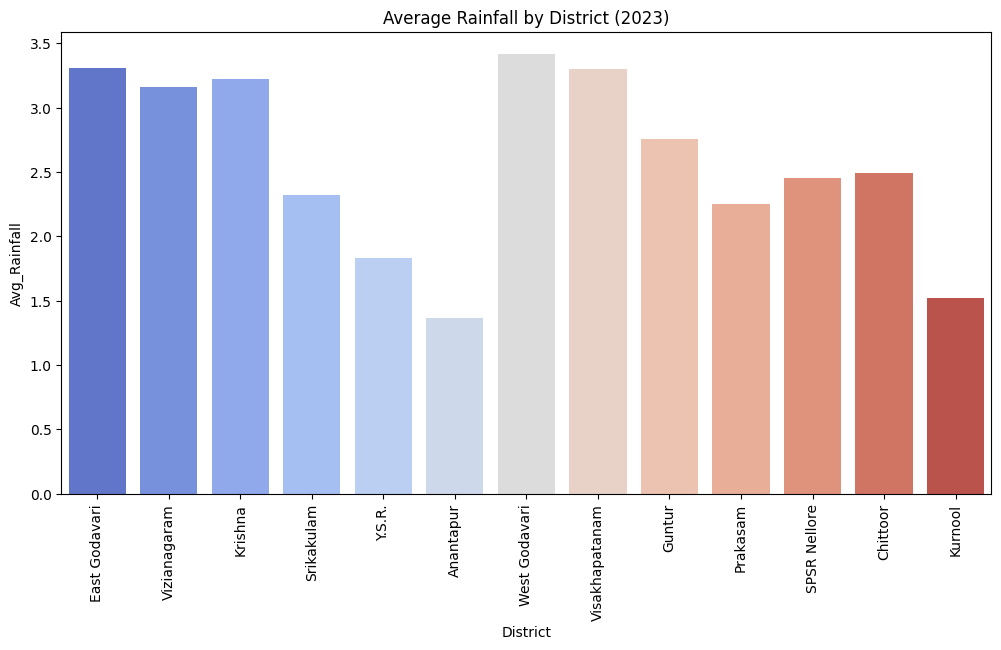 Average Rainfall by District (2023)
Avg_Rainfall
3.5
3.0
2.5
2.0
1.5
1.0
0.5
0.0
East Godavari
Vizianagaram
Krishna
Srikakulam
Y.S.R.
Anantapur
West Godavari
Visakhapatanam
Guntur
Prakasam
SPSR Nellore
Chittoor
Kurnool
District